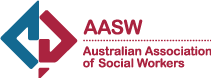 AASW
Australian Association
of Social Workers